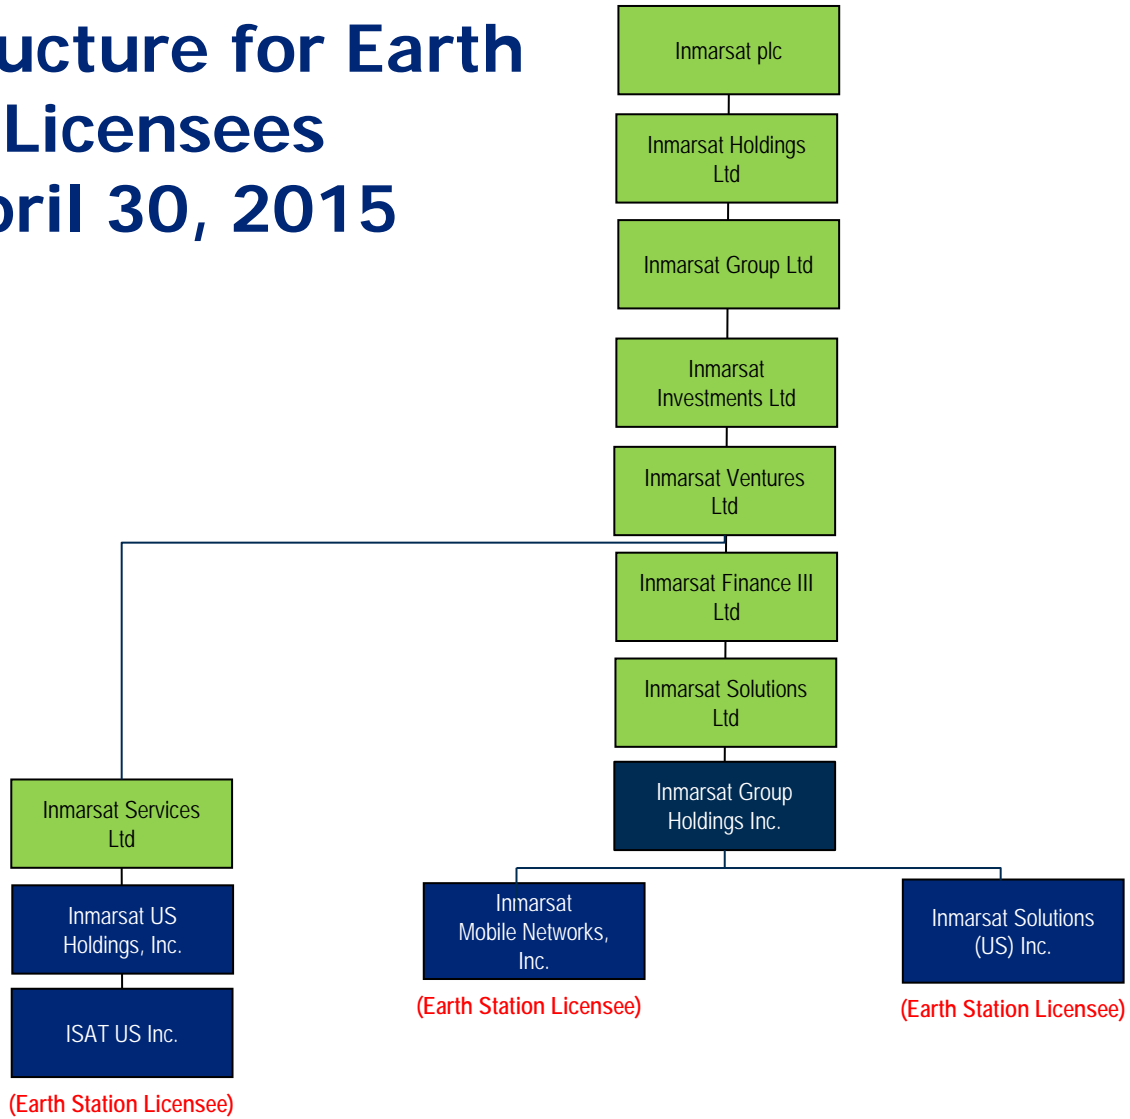 ucture for Earth
Licensees
ril 30, 2015
Inmarsat plc
Inmarsat Holdings
Ltd
Inmarsat Group Ltd
Inmarsat
Investments Ltd
Inmarsat Ventures
Ltd
Inmarsat Finance III
Ltd
Inmarsat Solutions
Ltd
Inmarsat Group
Holdings Inc.
Inmarsat Services
Ltd
Inmarsat US
Holdings, Inc.
ISAT US Inc.
(Earth Station Licensee)
Inmarsat
Mobile Networks,
Inc.
(Earth Station Licensee)
Inmarsat Solutions
(US) Inc.
(Earth Station Licensee)